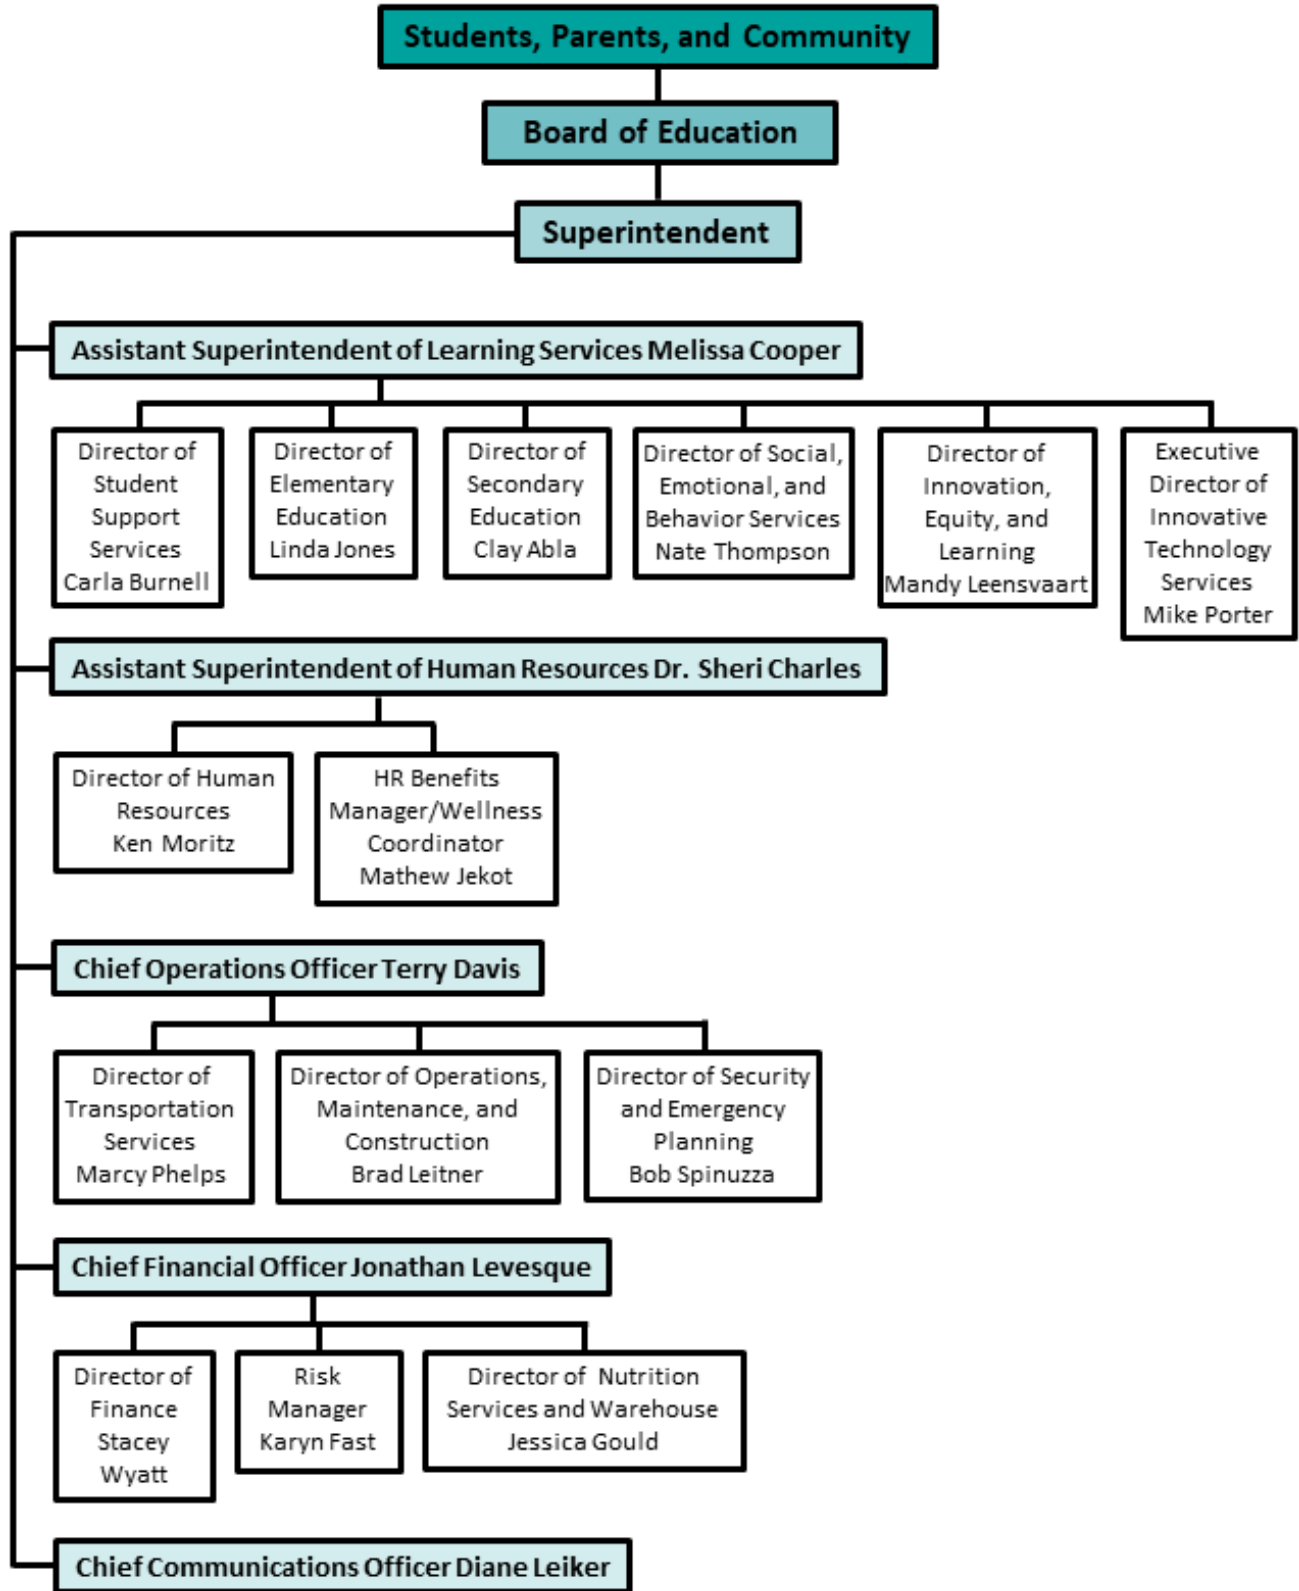 Students, Parents, and Community
Board of Education
Superintendent
Assistant Superintendent of Learning Services Melissa Cooper
Director of
Student
Support
Services
Carla Burnell
Director of
Elementary
Education
Linda Jones
Director of
Secondary
Education
Clay Abla
Director of Social,
Emotional, and
Behavior Services
Nate Thompson
Director of
Innovation,
Equity, and
Learning
Mandy Leensvaart
Executive
Director of
Innovative
Technology
Services
Mike Porter
Assistant Superintendent of Human Resources Dr. Sheri Charles
Director of Human
Resources
Ken Moritz
HR Benefits
Manager/Wellness
Coordinator
Mathew Jekot
Chief Operations Officer Terry Davis
Director of
Transportation
Services
Marcy Phelps
Director of Operations,
Maintenance, and
Construction
Brad Leitner
Director of Security
and Emergency
Planning
Bob Spinuzza
Chief Financial Officer Jonathan Levesque
Director of
Finance
Stacey
Wyatt
Risk
Manager
Karyn Fast
Director of Nutrition
Services and Warehouse
Jessica Gould
Chief Communications Officer Diane Leiker